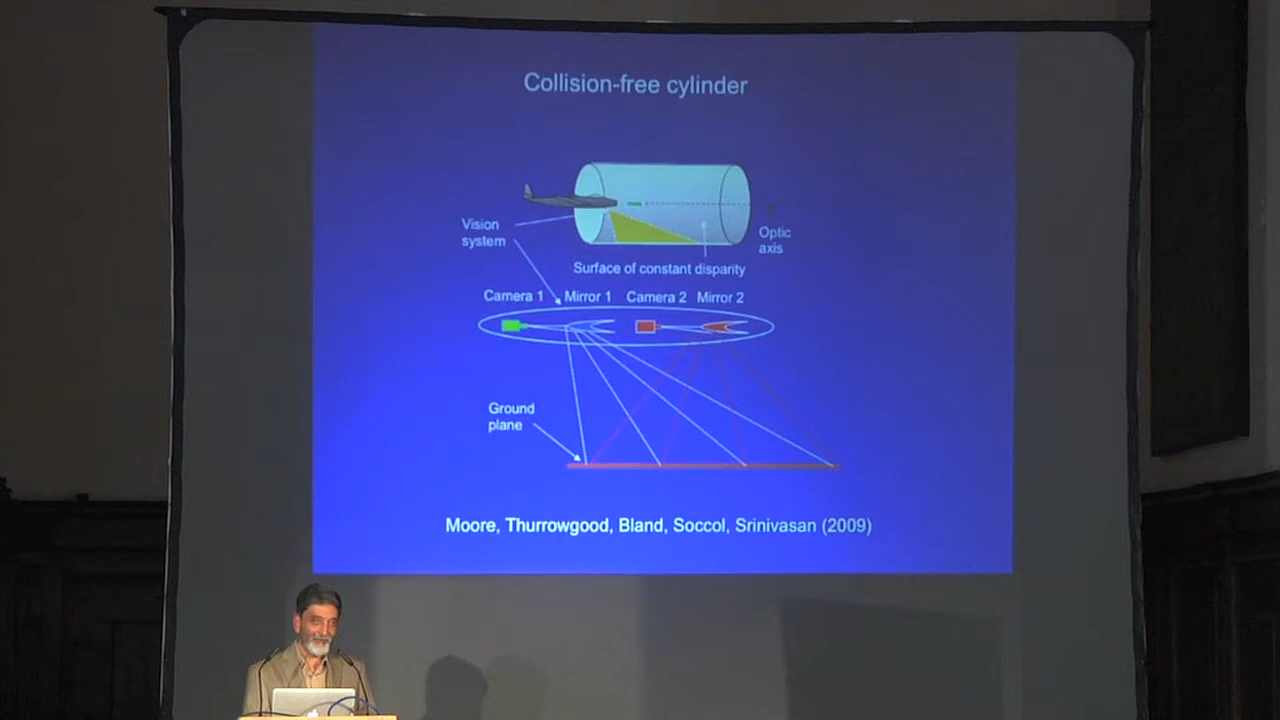 Collision-free cylinder
Vision
system
Optic
axis
Surface of constant disparity
Camera 1 Mirror 1 Camera 2 Mirror 2
Ground
plane
Moore, Thurrowgood, Bland, Soccol, Srinivasan (2009)